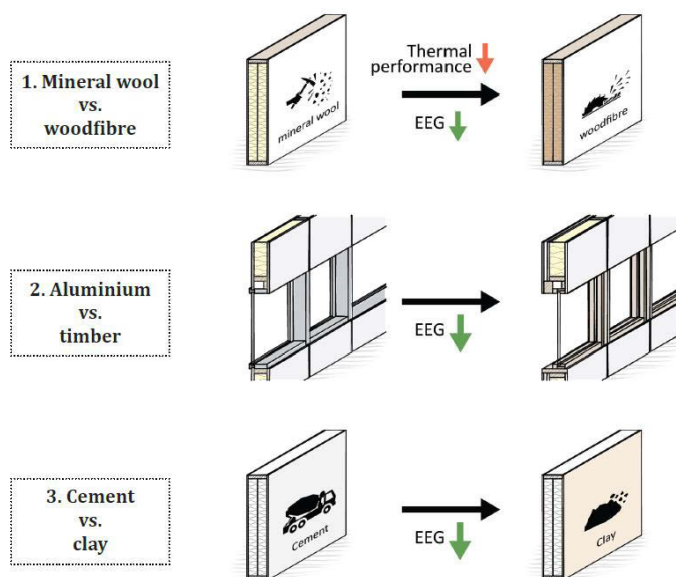 1. Mineral wool
vs.
woodfibre
mineral wool
Thermal
performance
EEG
woodfibre
2. Aluminium
vs.
timber
EEG
3. Cement
vs.
clay
Cement
EEG
Clay